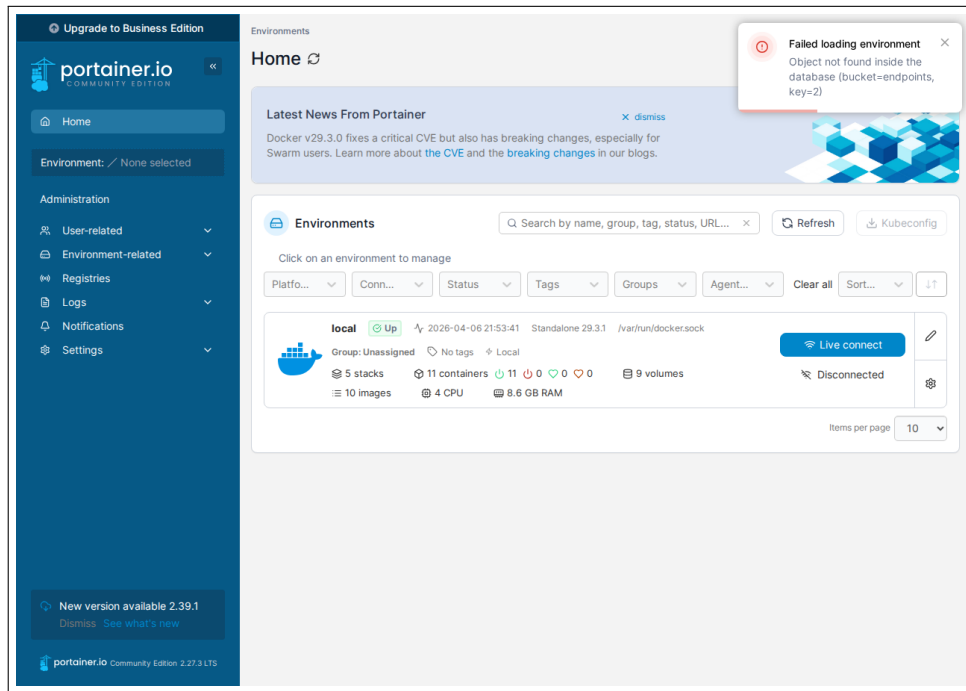 Upgrade to Business Edition
portainer.io
COMMUNITY EDITION
Home
Environment: None selected
Administration
User-related
Environment-related
Registries
Logs
Notifications
Settings
New version available 2.39.1
Dismiss See what's new
portainer.io Community Edition 2.27.3 LTS
Environments
Home
Failed loading environment
Object not found inside the
database (bucket=endpoints,
key=2)
Latest News From Portainer
dismiss
Docker v29.3.0 fixes a critical CVE but also has breaking changes, especially for
Swarm users. Learn more about the CVE and the breaking changes in our blogs.
Environments
Search by name, group, tag, status, URL...
Refresh
Kubeconfig
Click on an environment to manage
Platfo... Conn... Status Tags Groups Agent... Clear all Sort...
local Up 2026-04-06 21:53:41 Standalone 29.3.1 /var/run/docker.sock
Group: Unassigned No tags Local
5 stacks 11 containers 11 0 0 0 9 volumes
10 images 4 CPU 8.6 GB RAM
Live connect
Disconnected
Items per page 10